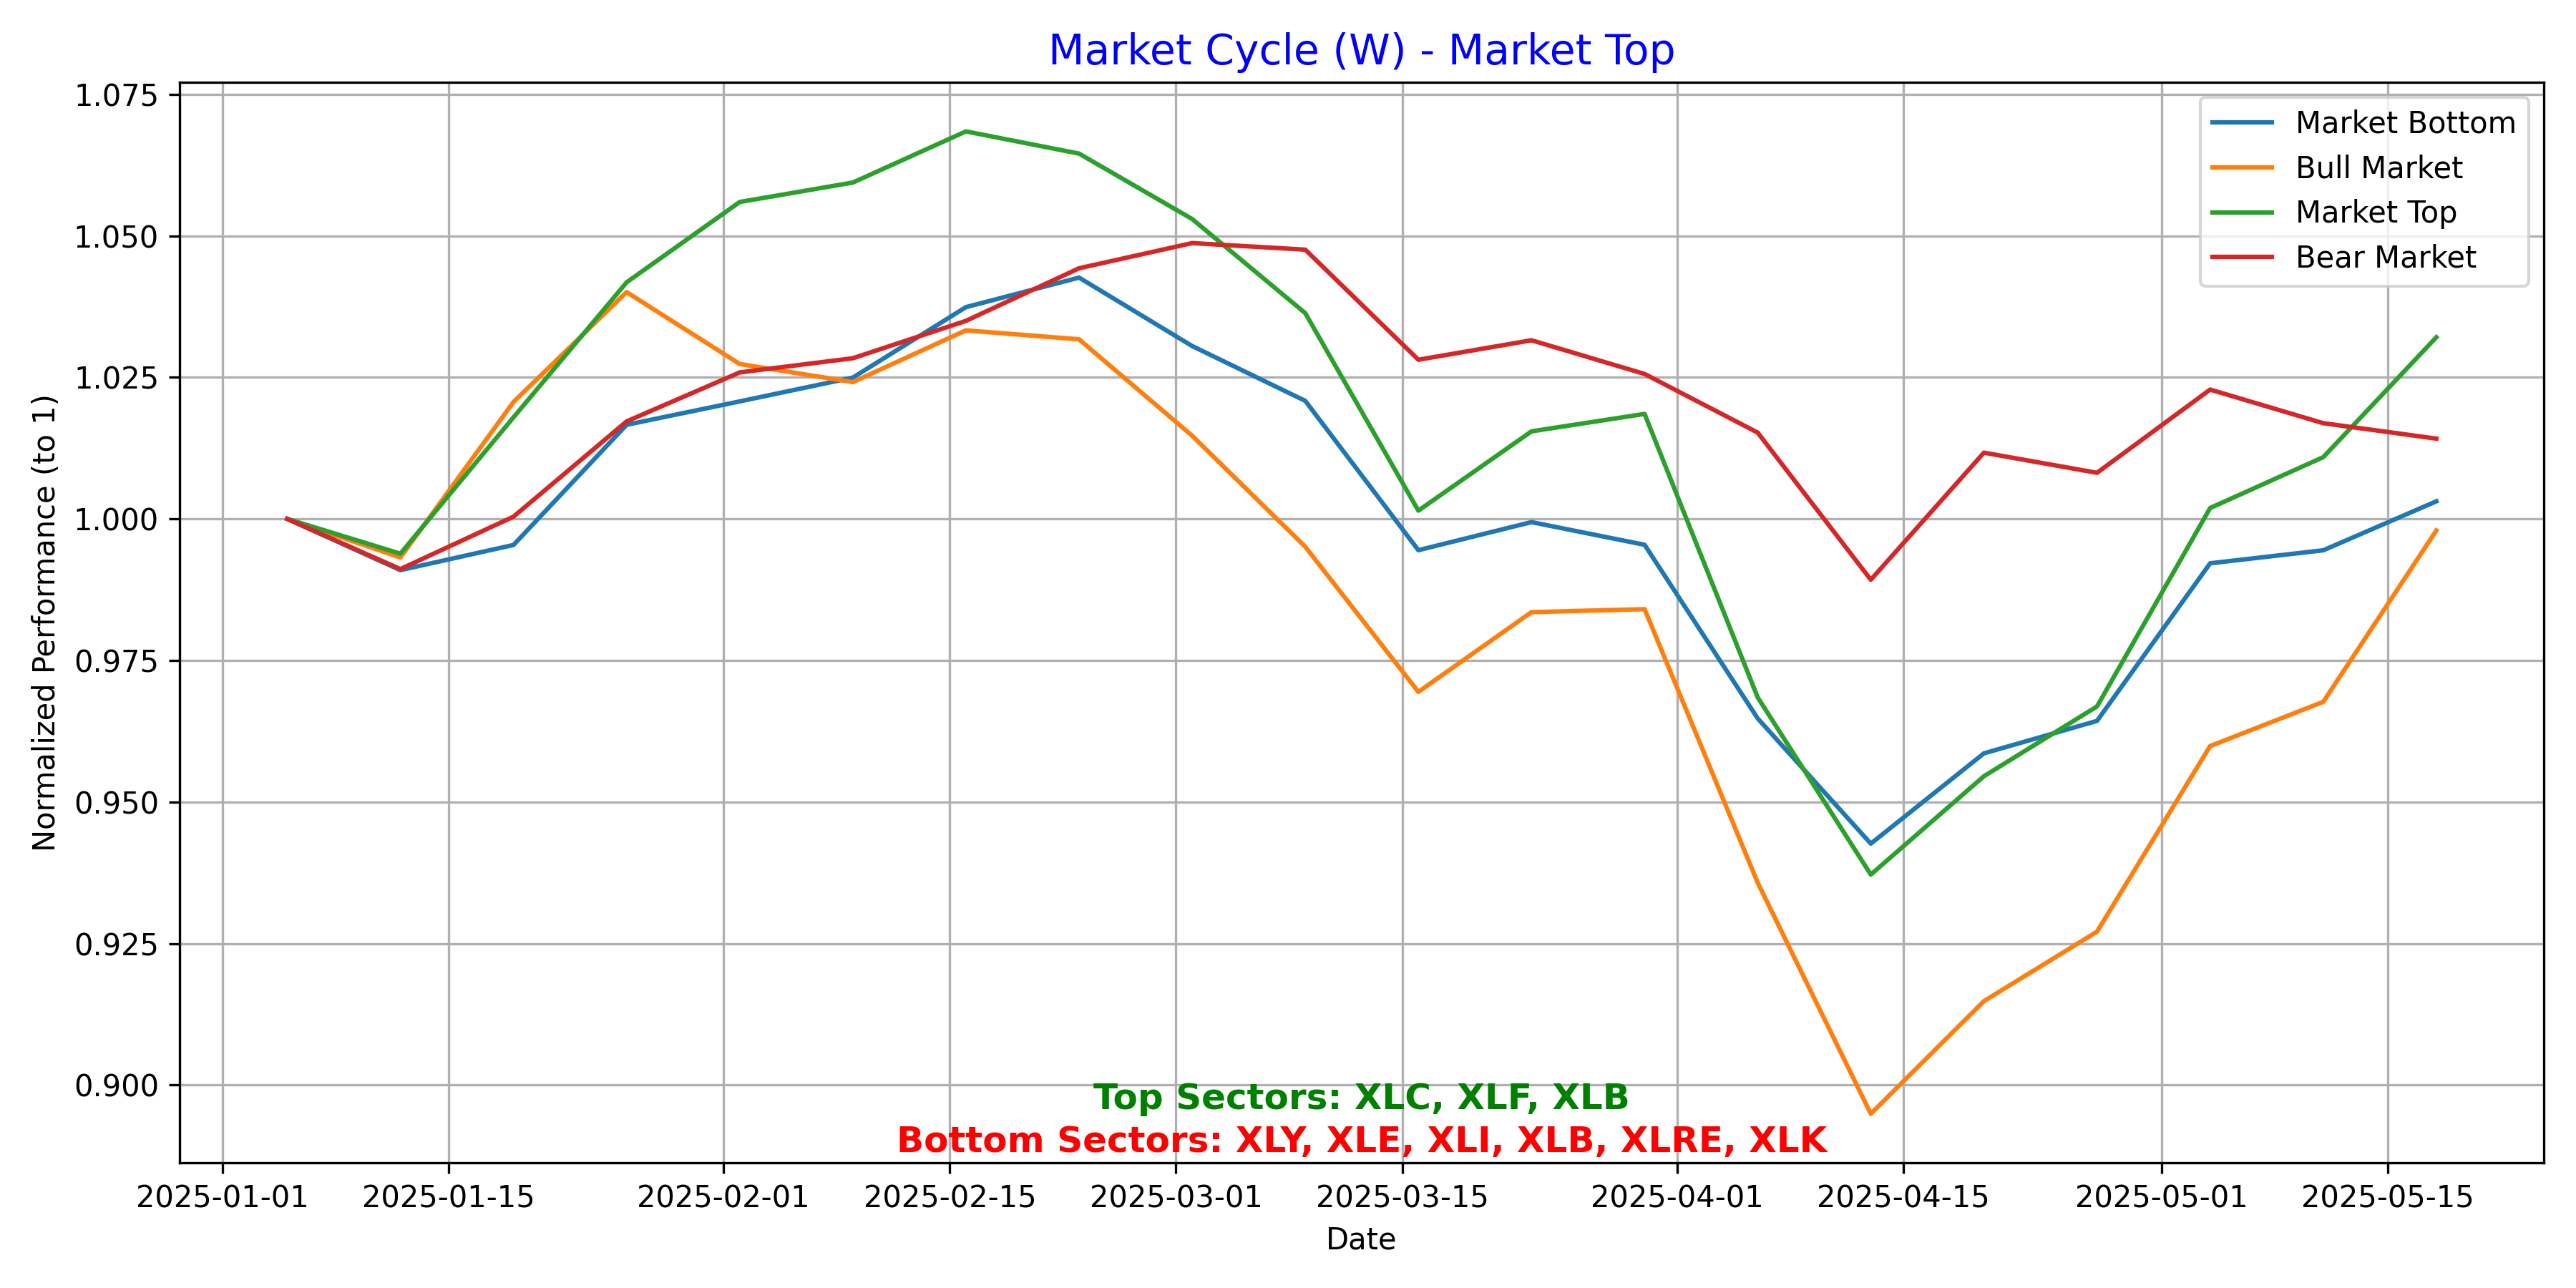 Market Cycle (W) - Market Top
Normalized Performance (to 1)
1.075
1.050
1.025
1.000
0.975
0.950
0.925
0.900
Market Bottom
Bull Market
Market Top
Bear Market
Top Sectors: XLC, XLF, XLB
Bottom Sectors: XLY, XLE, XLI, XLB, XLRE, XLK
2025-01-01 2025-01-15 2025-02-01 2025-02-15 2025-03-01 2025-03-15 2025-04-01 2025-04-15 2025-05-01 2025-05-15
Date